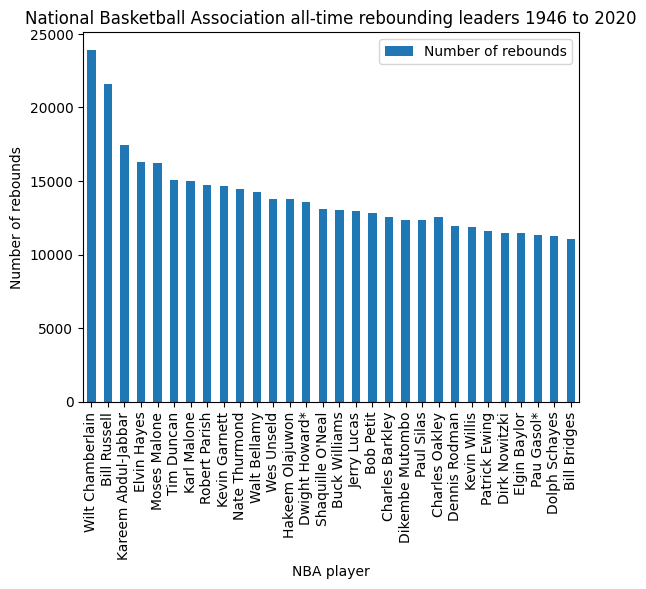 National Basketball Association all-time rebounding leaders 1946 to 2020
Number of rebounds
25000
20000
15000
10000
5000
0
Number of rebounds
Wilt Chamberlain
Bill Russell
Kareem Abdul-Jabbar
Elvin Hayes
Moses Malone
Tim Duncan
Karl Malone
Robert Parish
Kevin Garnett
Nate Thurmond
Walt Bellamy
Wes Unseld
Hakeem Olajuwon
Dwight Howard*
Shaquille O'Neal
Buck Williams
Jerry Lucas
Bob Petit
Charles Barkley
Dikembe Mutombo
Paul Silas
Charles Oakley
Dennis Rodman
Kevin Willis
Patrick Ewing
Dirk Nowitzki
Elgin Baylor
Pau Gasol*
Dolph Schayes
Bill Bridges
NBA player